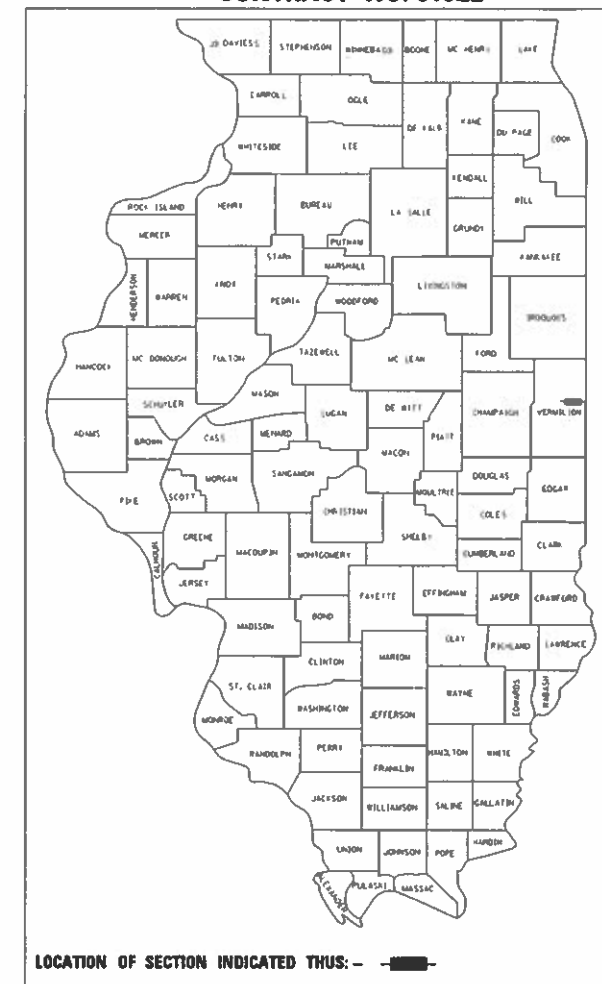 JO DAVIESS STEPHENSON WINNEBAGO BOONE MC HENRY LAKE
CARROLL OGLE DE KALB KANE DU PAGE COOK
WHITESIDE LEE KENDALL WILL
ROCK ISLAND HENRY BUREAU LA SALLE GRUNDY
MERCER STARK PUTNAM KANKAKEE
HENDERSON WARREN KNOX PEORIA MARSHALL WOODFORD LIVINGSTON IROQUOIS
HANCOCK MC DONOUGH FULTON TAZEWELL MC LEAN FORD
SCHUYLER MASON LOGAN DE WITT CHAMPAIGN VERMILION
ADAMS BROWN CASS MENARD MACON PIATT
PIKE SCOTT MORGAN SANGAMON MOULTRIE DOUGLAS EDGAR
CHRISTIAN COLES
CALHOUN GREENE MACOUPIN MONTGOMERY SHELBY CUMBERLAND CLARK
JERSEY FAYETTE EFFINGHAM JASPER CRAWFORD
MADISON BOND CLAY RICHLAND LAWRENCE
CLINTON MARION
ST. CLAIR WASHINGTON JEFFERSON WAYNE EDWARDS WABASH
MONROE
RANDOLPH PERRY HAMILTON WHITE
FRANKLIN
JACKSON WILLIAMSON SALINE GALLATIN
UNION JOHNSON POPE HARDIN
ALEXANDER PULASKI MASSAC
LOCATION OF SECTION INDICATED THUS: -